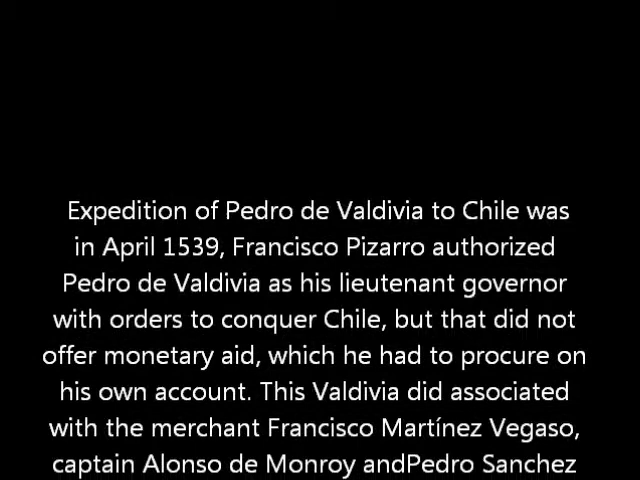 Expedition of Pedro de Valdivia to Chile was
in April 1539, Francisco Pizarro authorized
Pedro de Valdivia as his lieutenant governor
with orders to conquer Chile, but that did not
offer monetary aid, which he had to procure on
his own account. This Valdivia did associated
with the merchant Francisco Martínez Vegaso,
captain Alonso de Monroy andPedro Sanchez